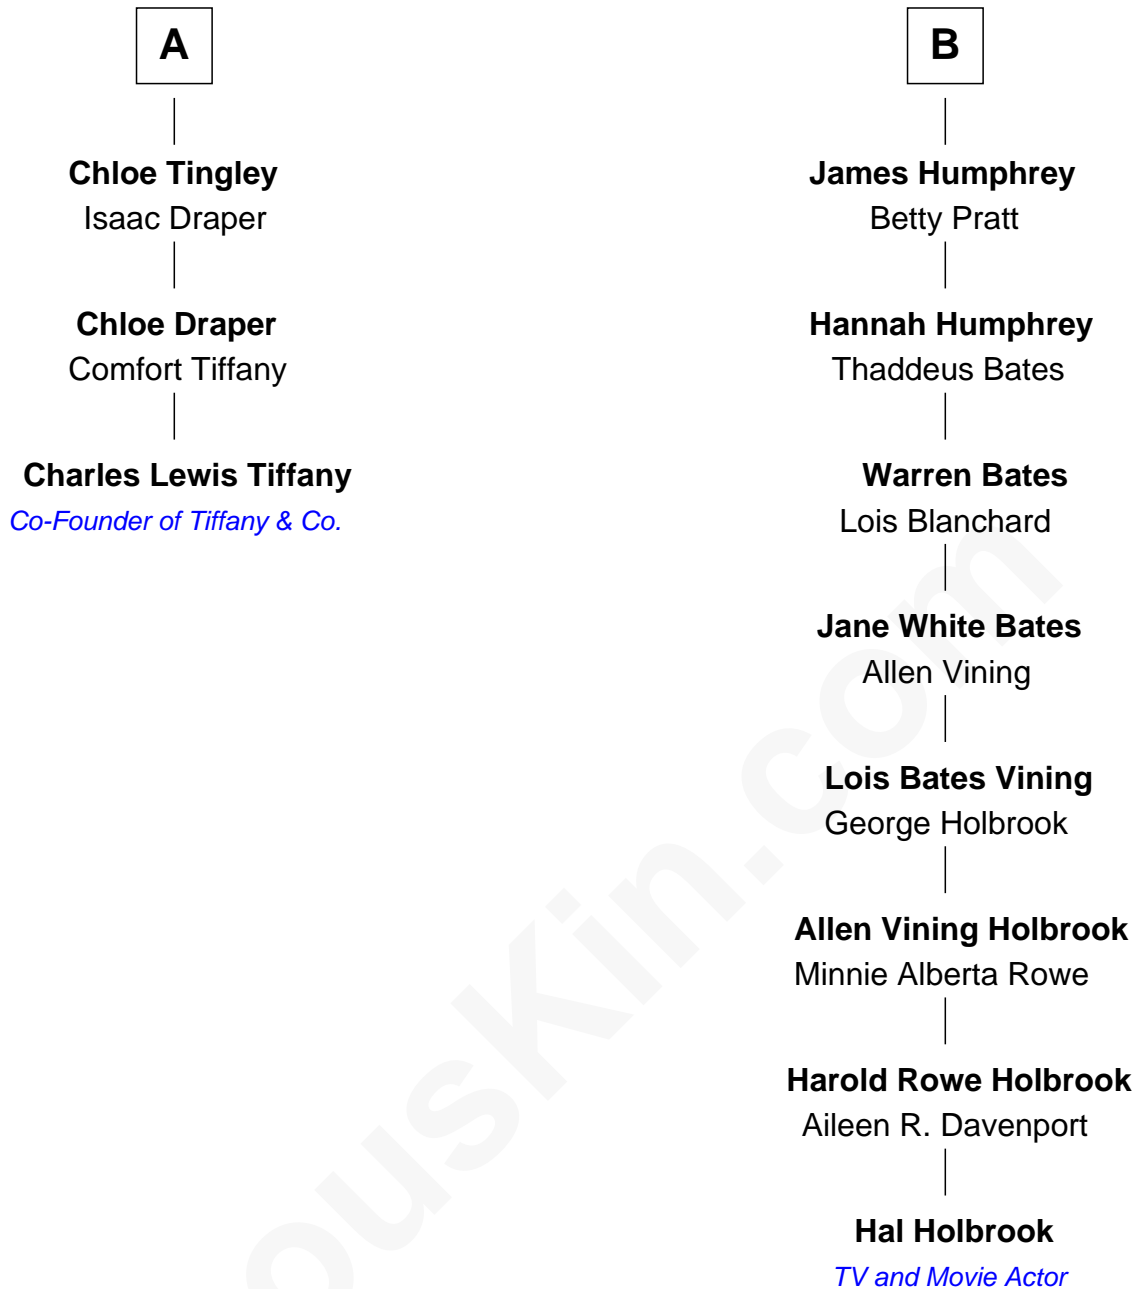 A
Chloe Tingley
Isaac Draper
Chloe Draper
Comfort Tiffany
Charles Lewis Tiffany
Co-Founder of Tiffany & Co.
B
James Humphrey
Betty Pratt
Hannah Humphrey
Thaddeus Bates
Warren Bates
Lois Blanchard
Jane White Bates
Allen Vining
Lois Bates Vining
George Holbrook
Allen Vining Holbrook
Minnie Alberta Rowe
Harold Rowe Holbrook
Aileen R. Davenport
Hal Holbrook
TV and Movie Actor
ousKin.com